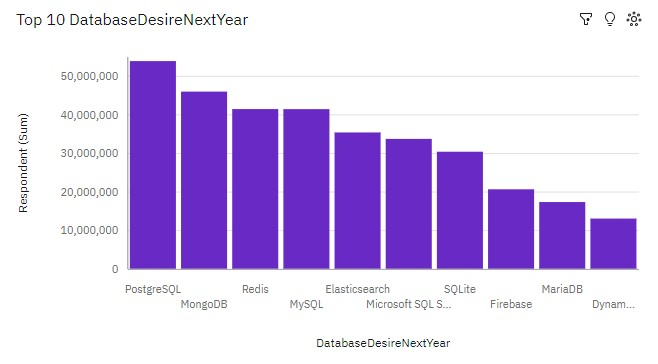 Top 10 DatabaseDesireNextYear
Respondent (Sum)
50,000,000
40,000,000
30,000,000
20,000,000
10,000,000
0
PostgreSQL
MongoDB
Redis
MySQL
Elasticsearch
Microsoft SQL S...
SQLite
Firebase
MariaDB
Dynam...
DatabaseDesireNextYear